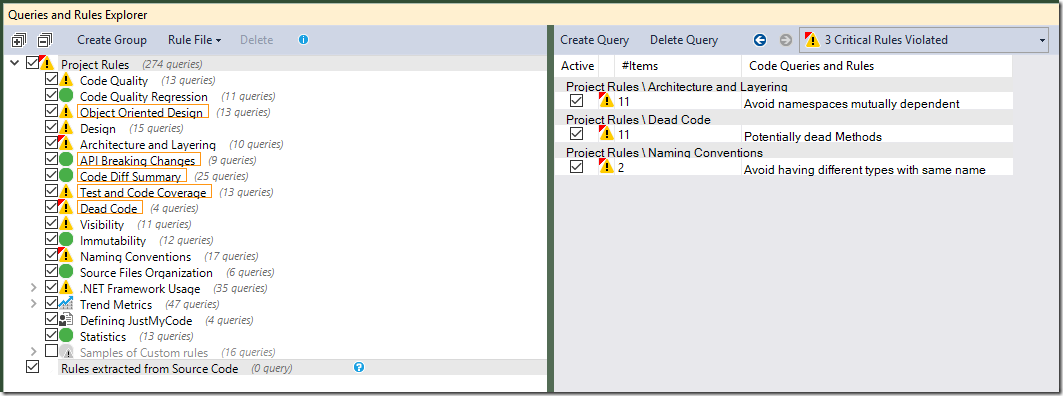 Queries and Rules Explorer
Create Group Rule File Delete
Project Rules (274 queries)
Code Quality (13 queries)
Code Quality Regression (11 queries)
Object Oriented Design (13 queries)
Design (15 queries)
Architecture and Layering (10 queries)
API Breaking Changes (9 queries)
Code Diff Summary (25 queries)
Test and Code Coverage (13 queries)
Dead Code (4 queries)
Visibility (11 queries)
Immutability (12 queries)
Naming Conventions (17 queries)
Source Files Organization (6 queries)
.NET Framework Usage (35 queries)
Trend Metrics (47 queries)
Defining JustMyCode (4 queries)
Statistics (13 queries)
Samples of Custom rules (16 queries)
Rules extracted from Source Code (0 query)
Create Query Delete Query 3 Critical Rules Violated
Active #Items Code Queries and Rules
Project Rules \ Architecture and Layering
11 Avoid namespaces mutually dependent
Project Rules \ Dead Code
11 Potentially dead Methods
Project Rules \ Naming Conventions
2 Avoid having different types with same name